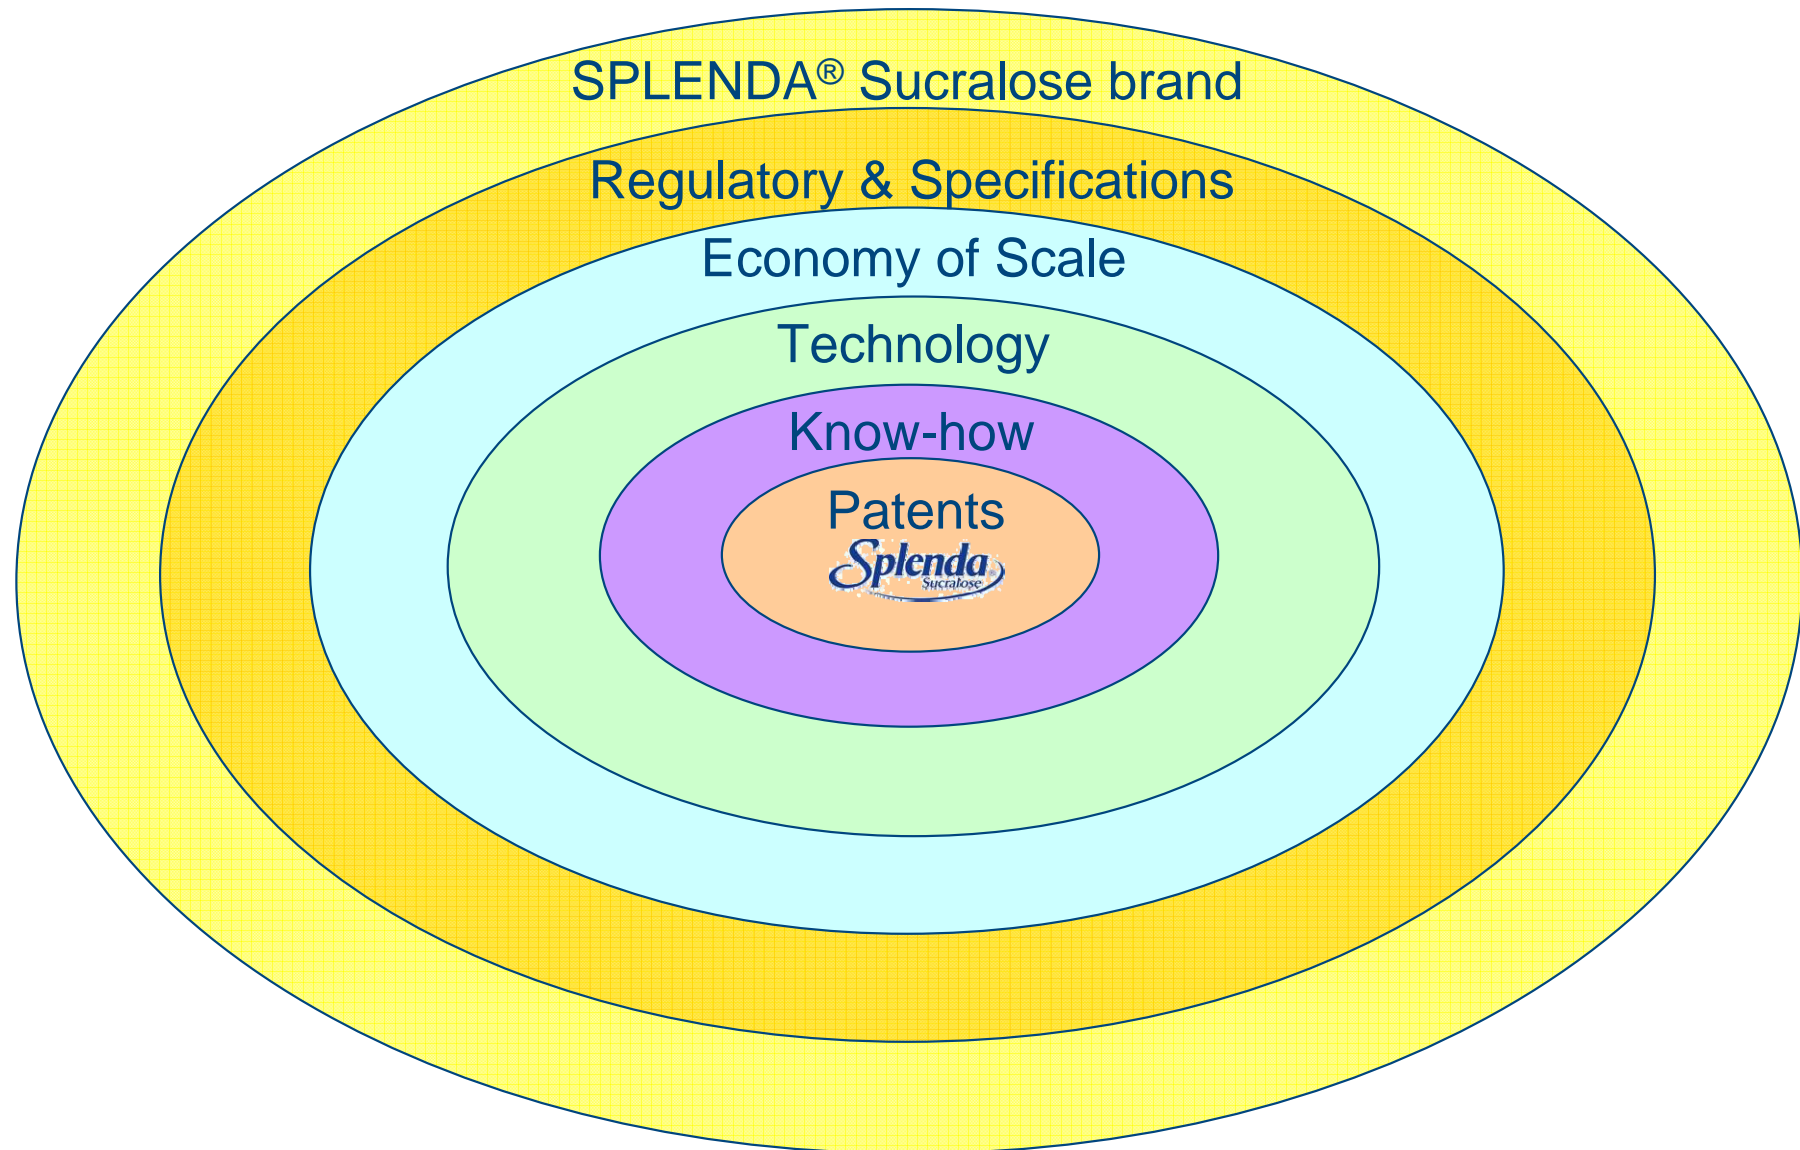 SPLENDA® Sucralose brand
Regulatory & Specifications
Economy of Scale
Technology
Know-how
Patents
Splenda
Sucralose